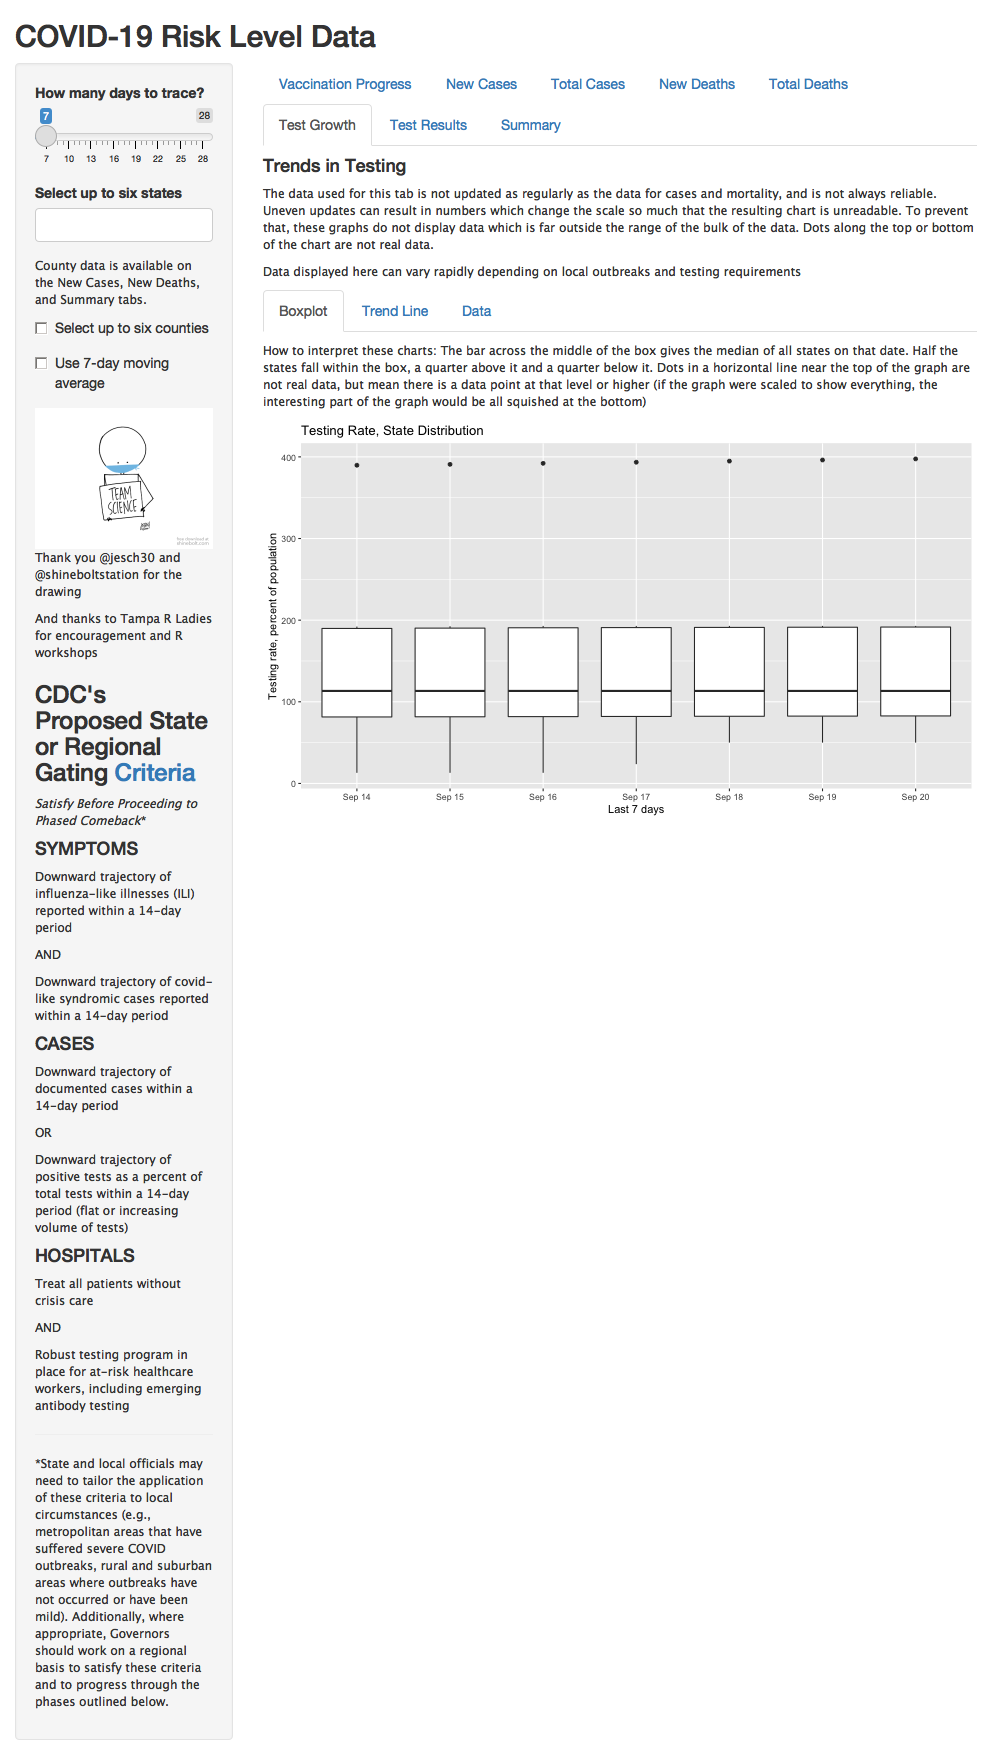 COVID-19 Risk Level Data
How many days to trace?
7
28
7 10 13 16 19 22 25 28
Select up to six states
County data is available on
the New Cases, New Deaths,
and Summary tabs.
Select up to six counties
Use 7-day moving
average
TEAM
SCIENCE
Thank you @jesch30 and
@shineboltstation for the
drawing
And thanks to Tampa R Ladies
for encouragement and R
workshops
CDC's
Proposed State
or Regional
Gating Criteria
Satisfy Before Proceeding to
Phased Comeback*
SYMPTOMS
Downward trajectory of
influenza-like illnesses (ILI)
reported within a 14-day
period
AND
Downward trajectory of covid-
like syndromic cases reported
within a 14-day period
CASES
Downward trajectory of
documented cases within a
14-day period
OR
Downward trajectory of
positive tests as a percent of
total tests within a 14-day
period (flat or increasing
volume of tests)
HOSPITALS
Treat all patients without
crisis care
AND
Robust testing program in
place for at-risk healthcare
workers, including emerging
antibody testing
*State and local officials may
need to tailor the application
of these criteria to local
circumstances (e.g.,
metropolitan areas that have
suffered severe COVID
outbreaks, rural and suburban
areas where outbreaks have
not occurred or have been
mild). Additionally, where
appropriate, Governors
should work on a regional
basis to satisfy these criteria
and to progress through the
phases outlined below.
Vaccination Progress New Cases Total Cases New Deaths Total Deaths
Test Growth Test Results Summary
Trends in Testing
The data used for this tab is not updated as regularly as the data for cases and mortality, and is not always reliable.
Uneven updates can result in numbers which change the scale so much that the resulting chart is unreadable. To prevent
that, these graphs do not display data which is far outside the range of the bulk of the data. Dots along the top or bottom
of the chart are not real data.
Data displayed here can vary rapidly depending on local outbreaks and testing requirements
Boxplot Trend Line Data
How to interpret these charts: The bar across the middle of the box gives the median of all states on that date. Half the
states fall within the box, a quarter above it and a quarter below it. Dots in a horizontal line near the top of the graph are
not real data, but mean there is a data point at that level or higher (if the graph were scaled to show everything, the
interesting part of the graph would be all squished at the bottom)
Testing Rate, State Distribution
Testing rate, percent of population
400
300
200
100
0
Sep 14 Sep 15 Sep 16 Sep 17 Sep 18 Sep 19 Sep 20
Last 7 days